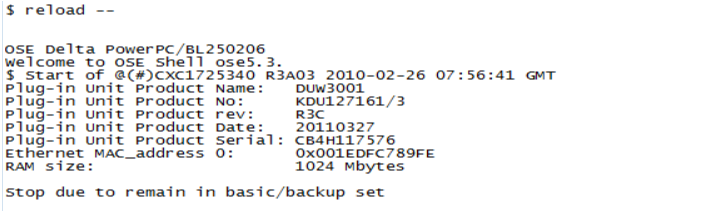 $ reload --
OSE Delta PowerPC/BL250206
Welcome to OSE Shell ose5.3.
$ Start of @(#)CXC1725340 R3A03 2010-02-26 07:56:41 GMT
Plug-in Unit Product Name: DUW3001
Plug-in Unit Product No: KDU127161/3
Plug-in Unit Product rev: R3C
Plug-in Unit Product Date: 20110327
Plug-in Unit Product Serial: CB4H117576
Ethernet MAC_address 0: 0x001EDFC789FE
RAM size: 1024 Mbytes
Stop due to remain in basic/backup set